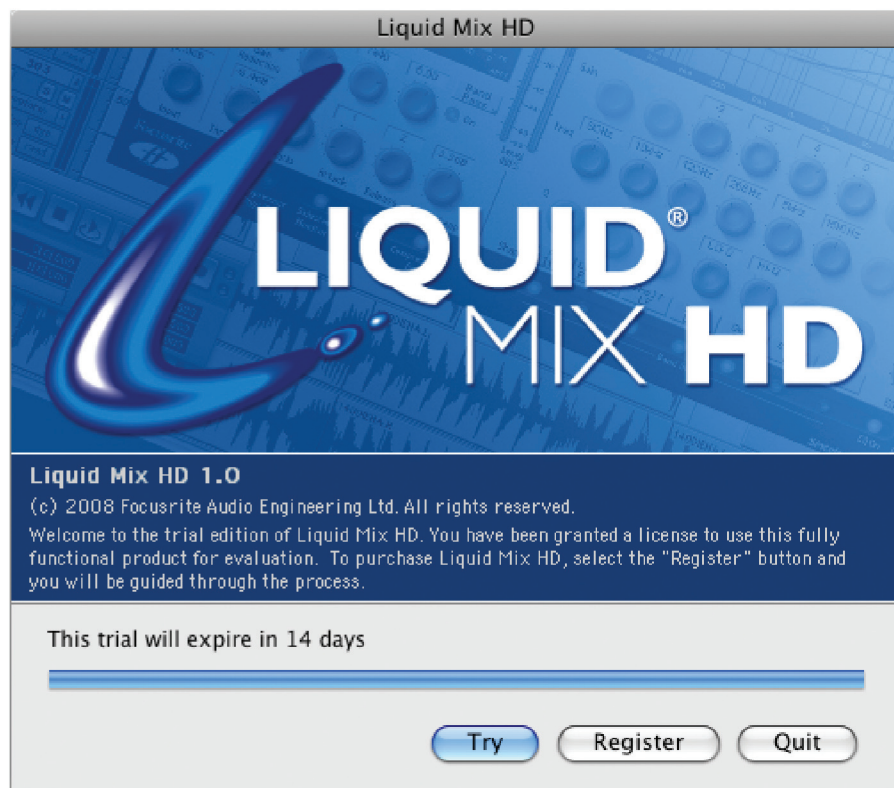 Liquid Mix HD
LIQUID®
MIX HD
Liquid Mix HD 1.0
(c) 2008 Focusrite Audio Engineering Ltd. All rights reserved.
Welcome to the trial edition of Liquid Mix HD. You have been granted a license to use this fully
functional product for evaluation. To purchase Liquid Mix HD, select the "Register" button and
you will be guided through the process.
This trial will expire in 14 days
Try Register Quit